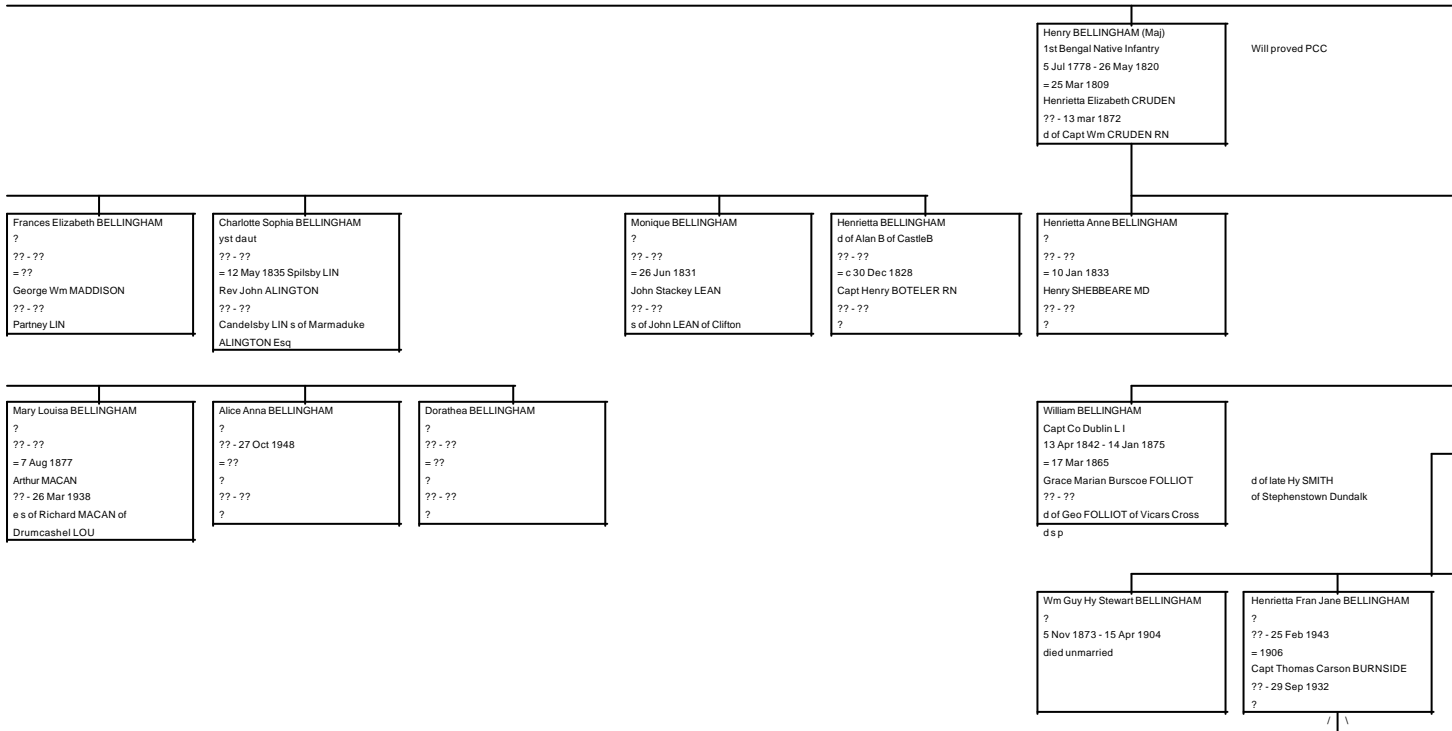 Henry BELLINGHAM (Maj)
1st Bengal Native Infantry
5 Jul 1778 - 26 May 1820
= 25 Mar 1809
Henrietta Elizabeth CRUDEN
?? - 13 mar 1872
d of Capt Wm CRUDEN RN
Will proved PCC
Frances Elizabeth BELLINGHAM
?
?? - ??
= ??
George Wm MADDISON
?? - ??
Partney LIN
Charlotte Sophia BELLINGHAM
yst daut
?? - ??
= 12 May 1835 Spilsby LIN
Rev John ALINGTON
?? - ??
Candelsby LIN s of Marmaduke
ALINGTON Esq
Monique BELLINGHAM
?
?? - ??
= 26 Jun 1831
John Stackey LEAN
?? - ??
s of John LEAN of Clifton
Henrietta BELLINGHAM
d of Alan B of CastleB
?? - ??
= c 30 Dec 1828
Capt Henry BOTELER RN
?? - ??
?
Henrietta Anne BELLINGHAM
?
?? - ??
= 10 Jan 1833
Henry SHEBBEARE MD
?? - ??
?
Mary Louisa BELLINGHAM
?
?? - ??
= 7 Aug 1877
Arthur MACAN
?? - 26 Mar 1938
e s of Richard MACAN of
Drumcashel LOU
Alice Anna BELLINGHAM
?
?? - 27 Oct 1948
= ??
?
?? - ??
?
Dorathea BELLINGHAM
?
?? - ??
= ??
?
?? - ??
?
William BELLINGHAM
Capt Co Dublin L I
13 Apr 1842 - 14 Jan 1875
= 17 Mar 1865
Grace Marian Burscoe FOLLIOT
?? - ??
d of Geo FOLLIOT of Vicars Cross
d s p
d of late Hy SMITH
of Stephenstown Dundalk
Wm Guy Hy Stewart BELLINGHAM
?
5 Nov 1873 - 15 Apr 1904
died unmarried
Henrietta Fran Jane BELLINGHAM
?
?? - 25 Feb 1943
= 1906
Capt Thomas Carson BURNSIDE
?? - 29 Sep 1932
?
/ \